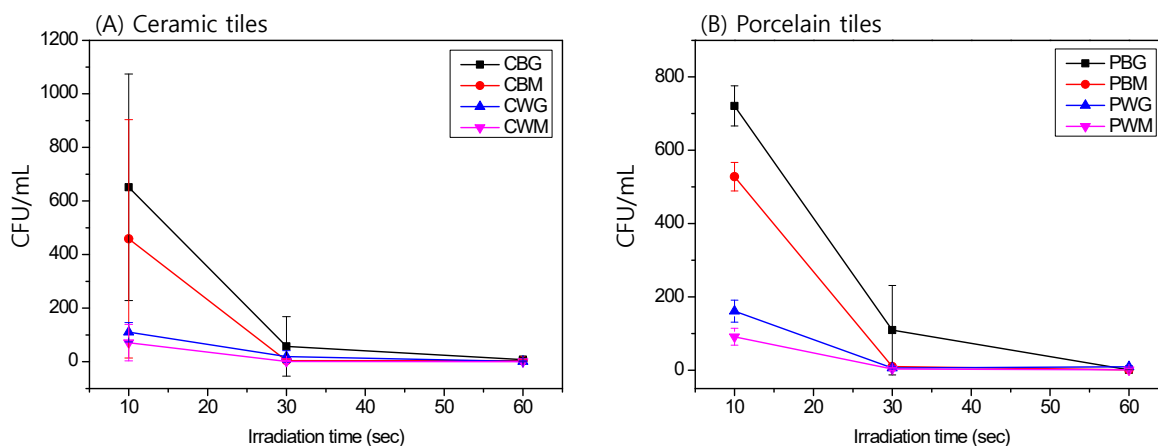 (A) Ceramic tiles
1200
1000
800
600
400
200
0
CFU/mL
10
20
30
40
50
60
Irradiation time (sec)
CBG
CBM
CWG
CWM
(B) Porcelain tiles
800
600
400
200
0
CFU/mL
10
20
30
40
50
60
Irradiation time (sec)
PBG
PBM
PWG
PWM